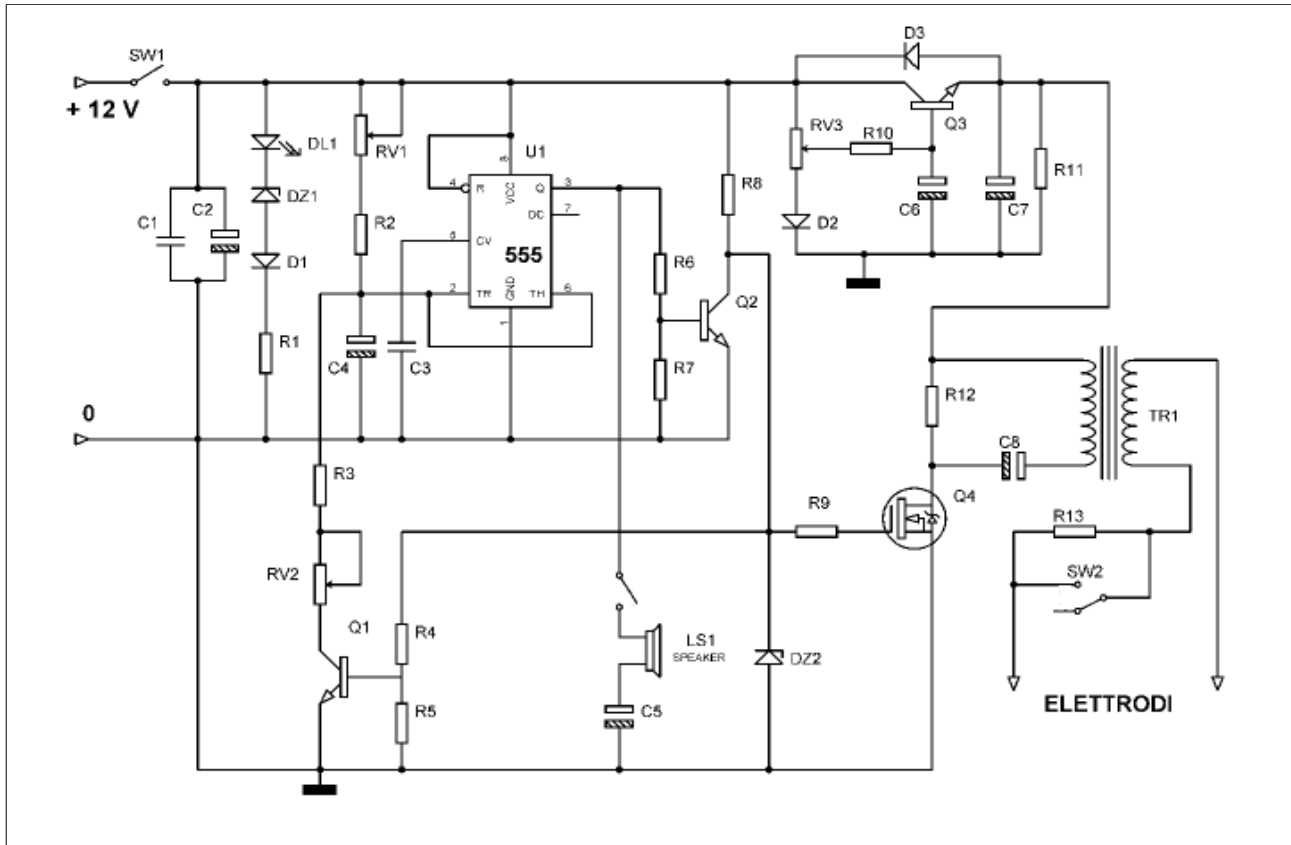 D3
SW1
+ 12 V
DL1
RV1
U1
RV3
R10
Q3
R11
8
4
R
VCC
Q
3
R8
C1
C2
DZ1
R2
DC
7
C6
C7
D2
5
CV
555
D1
R6
Q2
2
TR
GND
TH
6
R1
C4
C3
1
R7
0
R12
TR1
C8
R3
R9
Q4
R13
RV2
SW2
Q1
R4
LS1
SPEAKER
DZ2
R5
C5
ELETTRODI